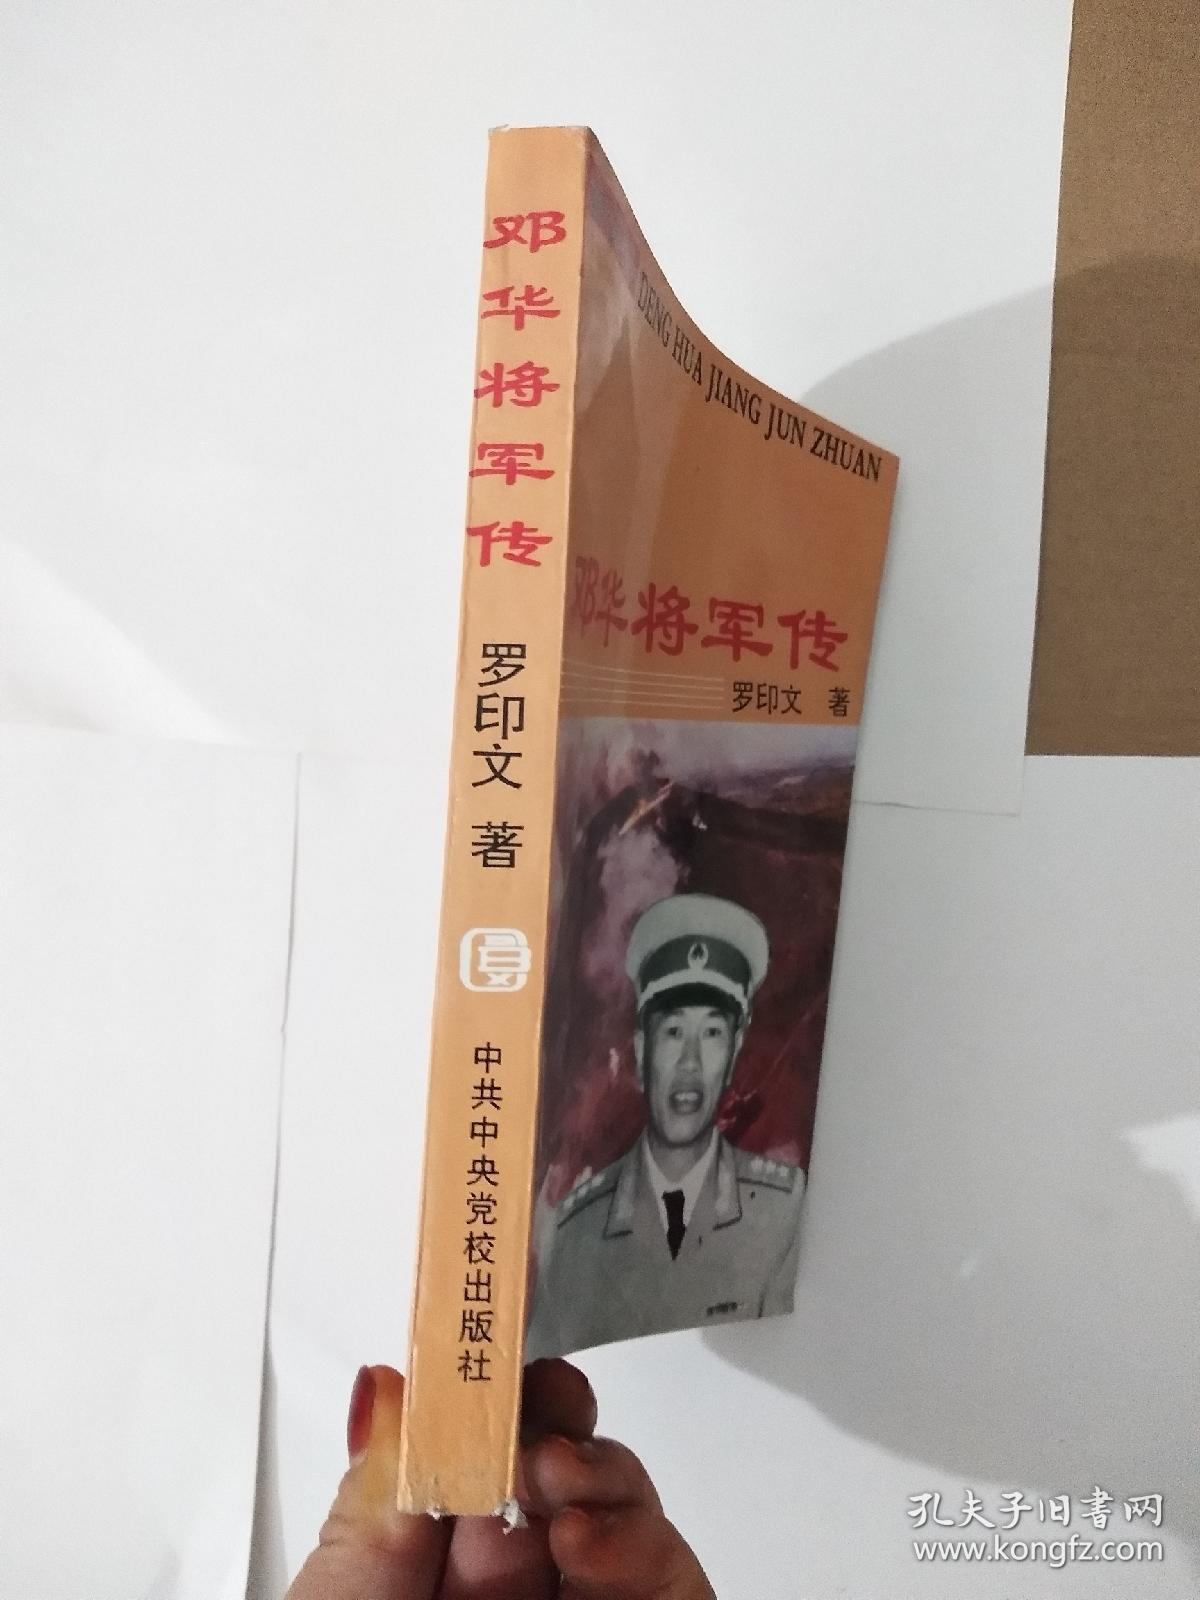 邓华将军传
罗印文 著
中共中央党校出版社
DENG HUA JIANG JUN ZHUAN
邓华将军传
罗印文 著
孔夫子旧书网
www.kongfz.com